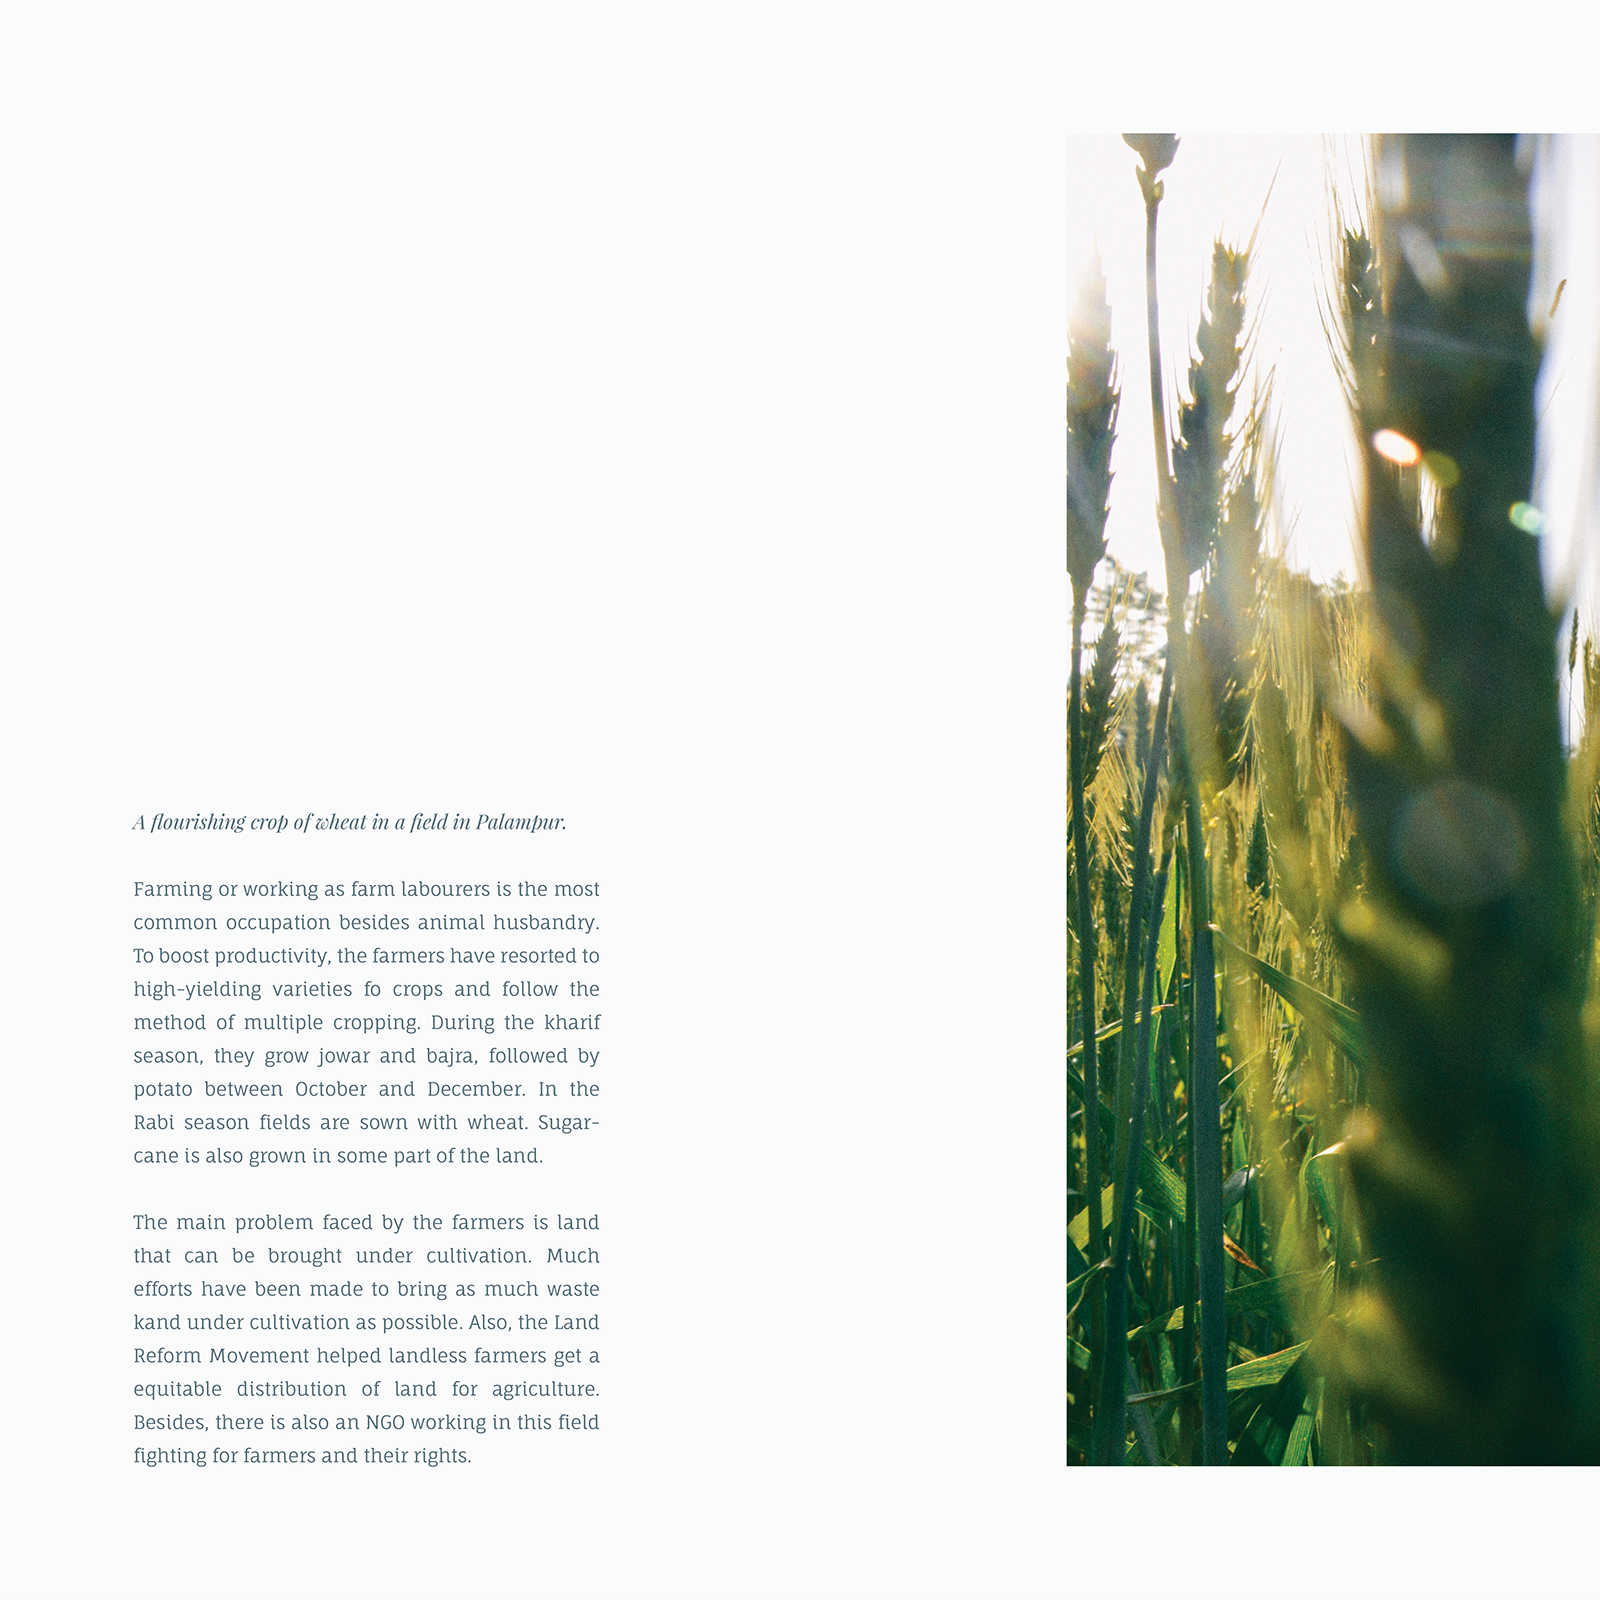 A flourishing crop of wheat in a field in Palampur.
Farming or working as farm labourers is the most
common occupation besides animal husbandry.
To boost productivity, the farmers have resorted to
high-yielding varieties fo crops and follow the
method of multiple cropping. During the kharif
season, they grow jowar and bajra, followed by
potato between October and December. In the
Rabi season fields are sown with wheat. Sugar-
cane is also grown in some part of the land.
The main problem faced by the farmers is land
that can be brought under cultivation. Much
efforts have been made to bring as much waste
kand under cultivation as possible. Also, the Land
Reform Movement helped landless farmers get a
equitable distribution of land for agriculture.
Besides, there is also an NGO working in this field
fighting for farmers and their rights.